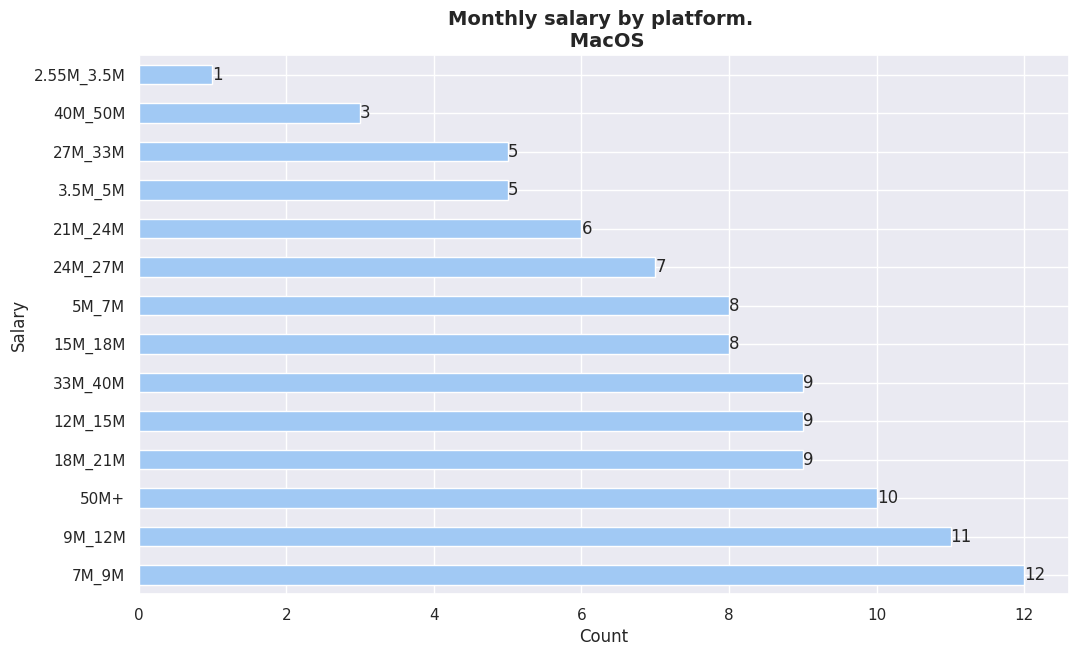 Monthly salary by platform.
MacOS
Salary
2.55M_3.5M 1
40M_50M 3
27M_33M 5
3.5M_5M 5
21M_24M 6
24M_27M 7
5M_7M 8
15M_18M 8
33M_40M 9
12M_15M 9
18M_21M 9
50M+ 10
9M_12M 11
7M_9M 12
0 2 4 6 8 10 12
Count